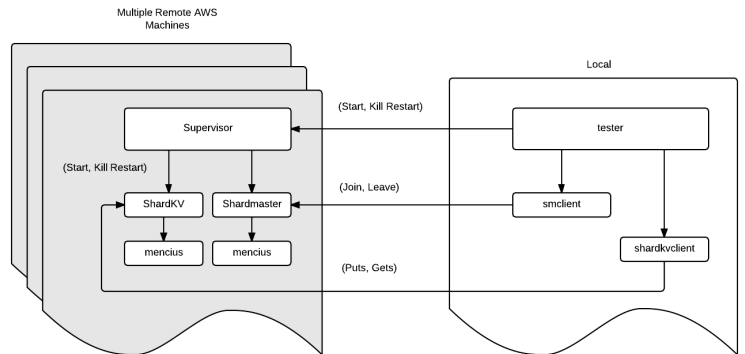 Multiple Remote AWS
Machines
Local
(Start, Kill Restart)
Supervisor
tester
(Start, Kill Restart)
(Join, Leave)
ShardKV
Shardmaster
smclient
mencius
mencius
shardkvclient
(Puts, Gets)